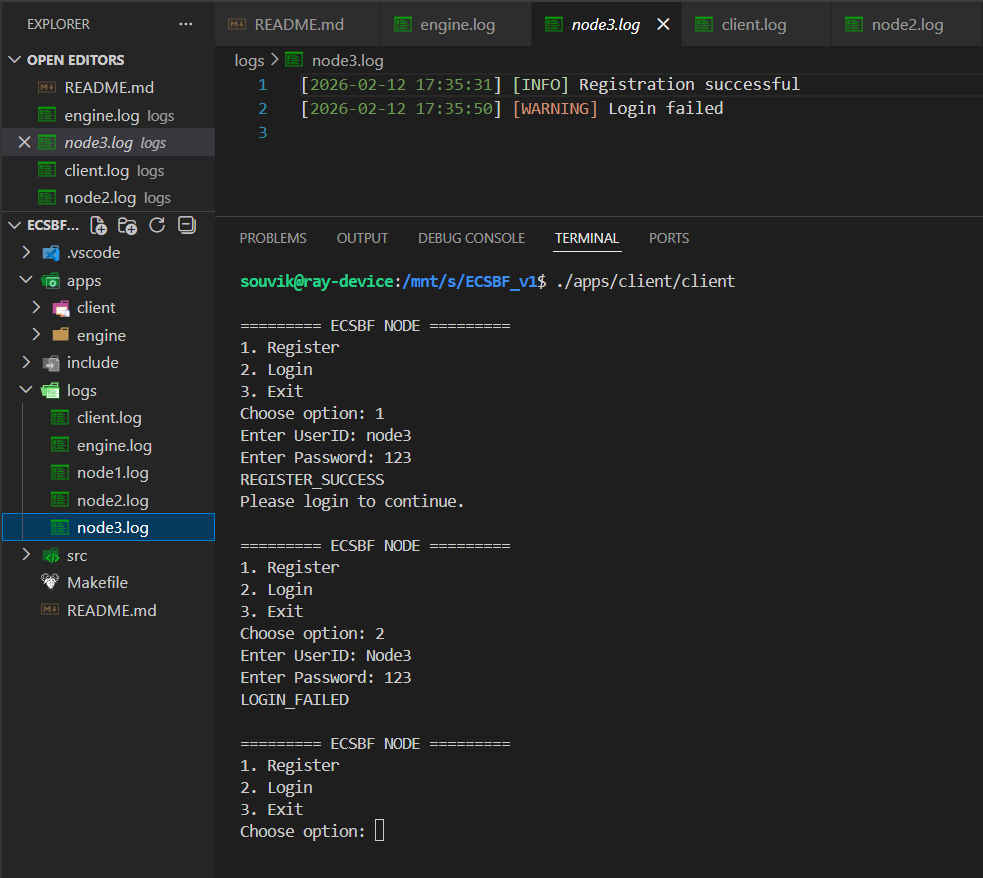 EXPLORER ...
OPEN EDITORS
README.md
engine.log logs
node3.log logs
client.log logs
node2.log logs
ECSBF...
.vscode
apps
client
engine
include
logs
client.log
engine.log
node1.log
node2.log
node3.log
src
Makefile
README.md
README.md engine.log node3.log client.log node2.log
logs > node3.log
1 [2026-02-12 17:35:31] [INFO] Registration successful
2 [2026-02-12 17:35:50] [WARNING] Login failed
3
PROBLEMS OUTPUT DEBUG CONSOLE TERMINAL PORTS
souvik@ray-device:/mnt/s/ECSBF_v1$ ./apps/client/client
========= ECSBF NODE =========
1. Register
2. Login
3. Exit
Choose option: 1
Enter UserID: node3
Enter Password: 123
REGISTER_SUCCESS
Please login to continue.
========= ECSBF NODE =========
1. Register
2. Login
3. Exit
Choose option: 2
Enter UserID: Node3
Enter Password: 123
LOGIN_FAILED
========= ECSBF NODE =========
1. Register
2. Login
3. Exit
Choose option: